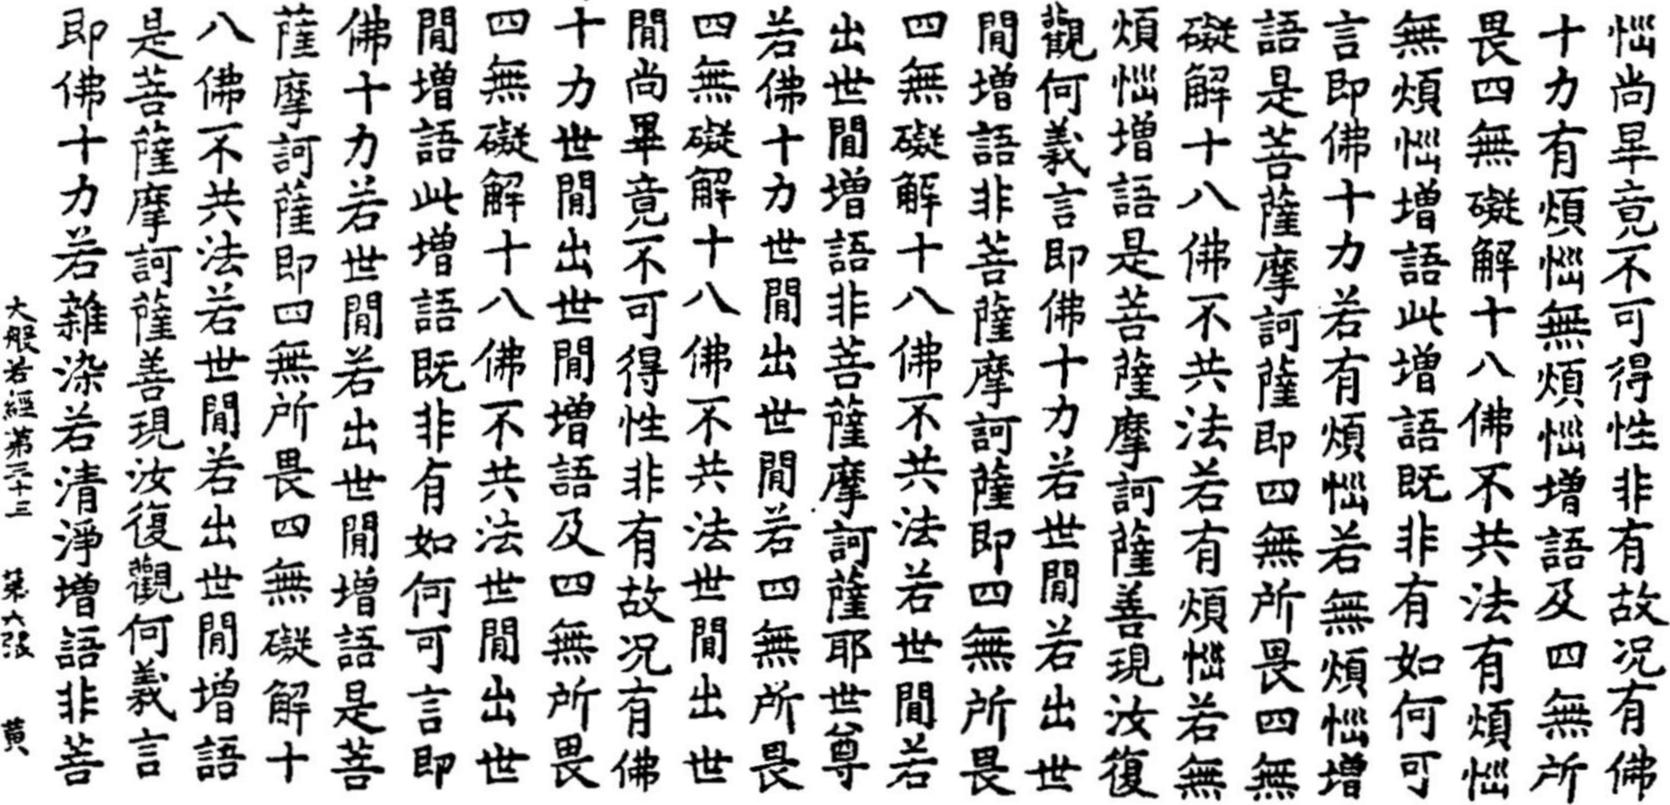 惱尚畢竟不可得性非有故況有佛
十力有煩惱無煩惱增語及四無所
畏四無礙解十八佛不共法有煩惱
無煩惱增語此增語既非有如何可
言即佛十力若有煩惱若無煩惱增
語是菩薩摩訶薩即四無所畏四無
礙解十八佛不共法若有煩惱若無
煩惱增語是菩薩摩訶薩善現汝復
觀何義言即佛十力若世間若出世
間增語非菩薩摩訶薩即四無所畏
四無礙解十八佛不共法若世間若
出世間增語非菩薩摩訶薩耶世尊
若佛十力世間出世間若四無所畏
四無礙解十八佛不共法世間出世
間尚畢竟不可得性非有故況有佛
十力世間出世間增語及四無所畏
四無礙解十八佛不共法世間出世
間增語此增語既非有如何可言即
佛十力若世間若出世間增語是菩
薩摩訶薩即四無所畏四無礙解十
八佛不共法若世間若出世間增語
是菩薩摩訶薩善現汝復觀何義言
即佛十力若雜染若清淨增語非菩
大般若經第三十三 第六張 黃